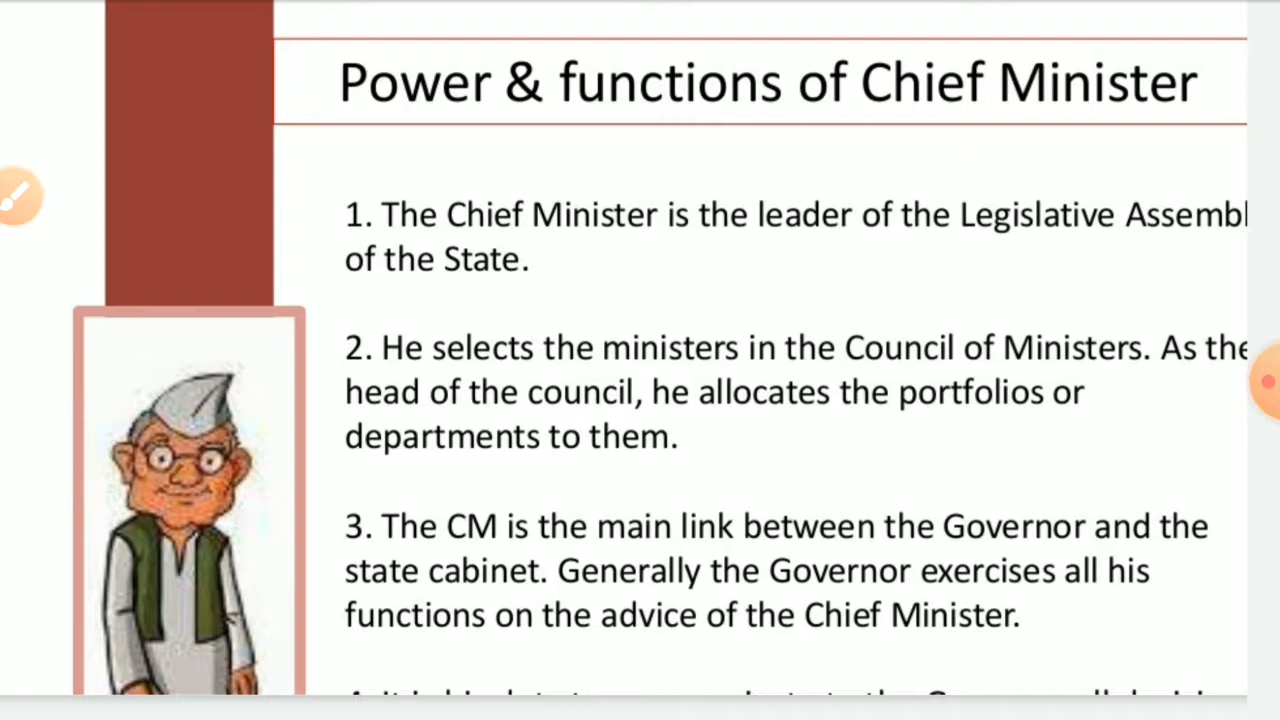 Power & functions of Chief Minister
1. The Chief Minister is the leader of the Legislative Assembl
of the State.
2. He selects the ministers in the Council of Ministers. As the
head of the council, he allocates the portfolios or
departments to them.
3. The CM is the main link between the Governor and the
state cabinet. Generally the Governor exercises all his
functions on the advice of the Chief Minister.